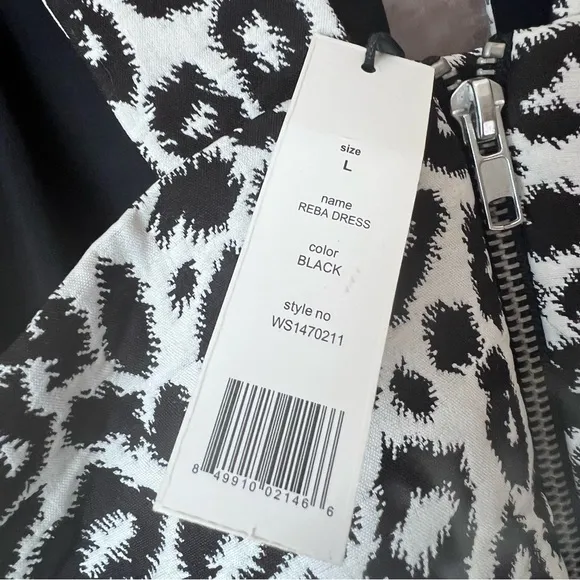 size
L
name
REBA DRESS
color
BLACK
style no
WS1470211
8 49910 02146 6